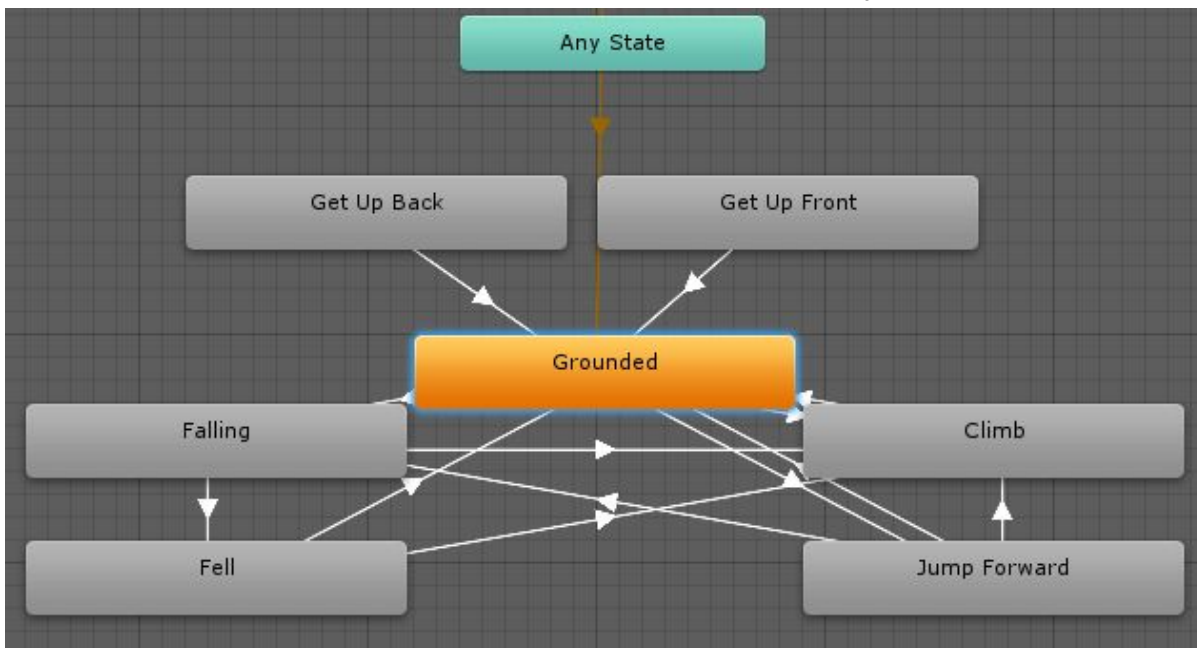 Any State
Get Up Back
Get Up Front
Grounded
Falling
Climb
Fell
Jump Forward